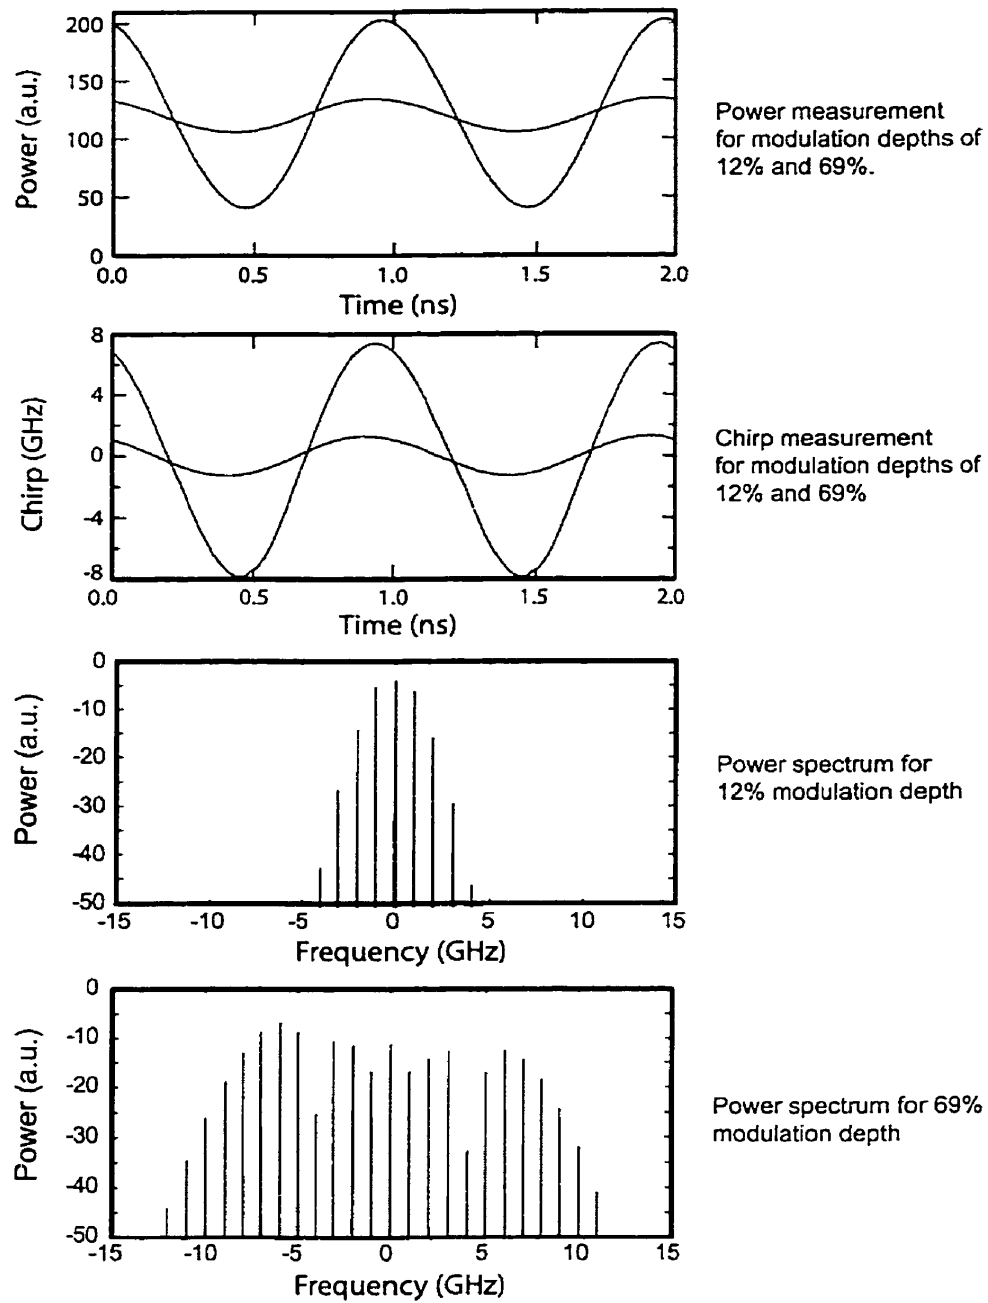 200
150
100
50
0
Power (a.u.)
0.0 0.5 1.0 1.5 2.0
Time (ns)
Power measurement
for modulation depths of
12% and 69%.
8
4
0
-4
-8
Chirp (GHz)
0.0 0.5 1.0 1.5 2.0
Time (ns)
Chirp measurement
for modulation depths of
12% and 69%
0
-10
-20
-30
-40
-50
Power (a.u.)
-15 -10 -5 0 5 10 15
Frequency (GHz)
Power spectrum for
12% modulation depth
0
-10
-20
-30
-40
-50
Power (a.u.)
-15 -10 -5 0 5 10 15
Frequency (GHz)
Power spectrum for 69%
modulation depth